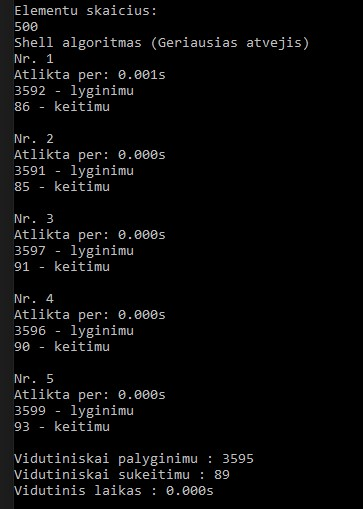 Elementu skaicius:
500
Shell algoritmas (Geriausias atvejis)
Nr. 1
Atlikta per: 0.001s
3592 - lyginimu
86 - keitimu
Nr. 2
Atlikta per: 0.000s
3591 - lyginimu
85 - keitimu
Nr. 3
Atlikta per: 0.000s
3597 - lyginimu
91 - keitimu
Nr. 4
Atlikta per: 0.000s
3596 - lyginimu
90 - keitimu
Nr. 5
Atlikta per: 0.000s
3599 - lyginimu
93 - keitimu
Vidutiniskai palyginimu : 3595
Vidutiniskai sukeitimu : 89
Vidutinis laikas : 0.000s